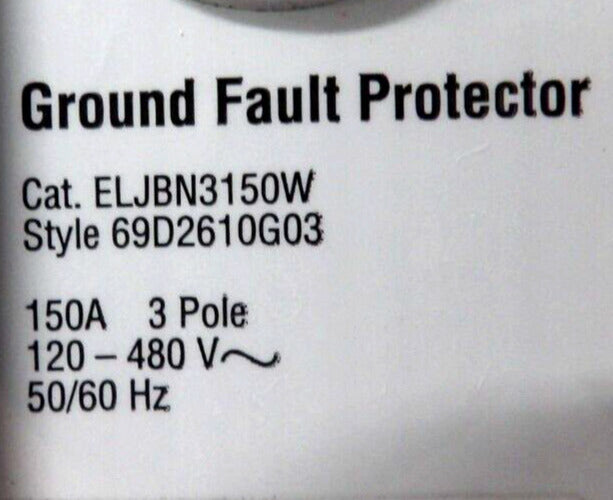 Ground Fault Protector
Cat. ELJBN3150W
Style 69D2610G03
150A 3 Pole
120 – 480 V~
50/60 Hz